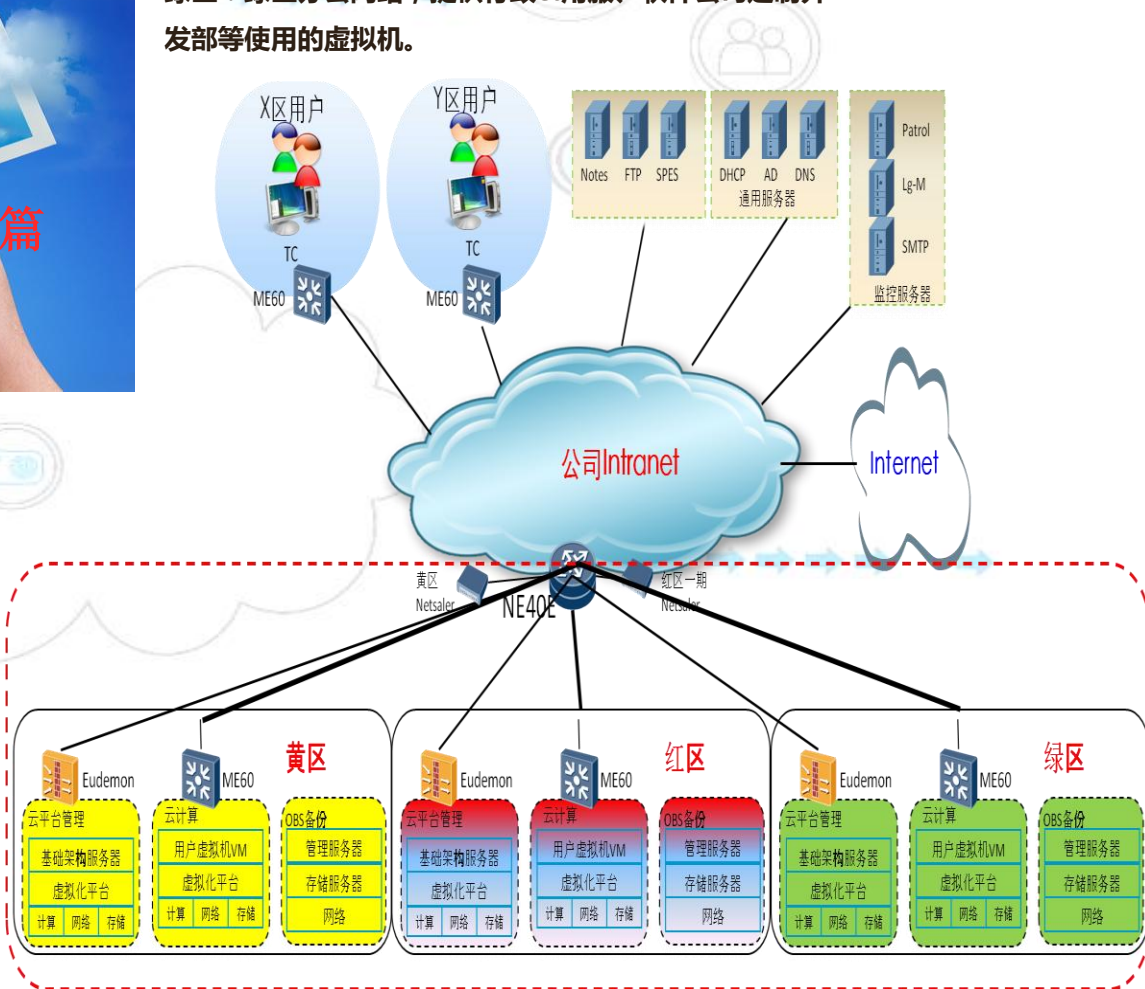 发部等使用的虚拟机。
篇
X区用户
Y区用户
TC
TC
ME60
ME60
Notes FTP SPES
DHCP AD DNS
通用服务器
Patrol
Lg-M
SMTP
监控服务器
公司Intranet
Internet
黄区
Netsaler
NE40E
红区一期
Netsaler
黄区
Eudemon
ME60
云平台管理
基础架构服务器
虚拟化平台
计算 网络 存储
云计算
用户虚拟机VM
虚拟化平台
计算 网络 存储
OBS备份
管理服务器
存储服务器
网络
红区
Eudemon
ME60
云平台管理
基础架构服务器
虚拟化平台
计算 网络 存储
云计算
用户虚拟机VM
虚拟化平台
计算 网络 存储
OBS备份
管理服务器
存储服务器
网络
绿区
Eudemon
ME60
云平台管理
基础架构服务器
虚拟化平台
计算 网络 存储
云计算
用户虚拟机VM
虚拟化平台
计算 网络 存储
OBS备份
管理服务器
存储服务器
网络